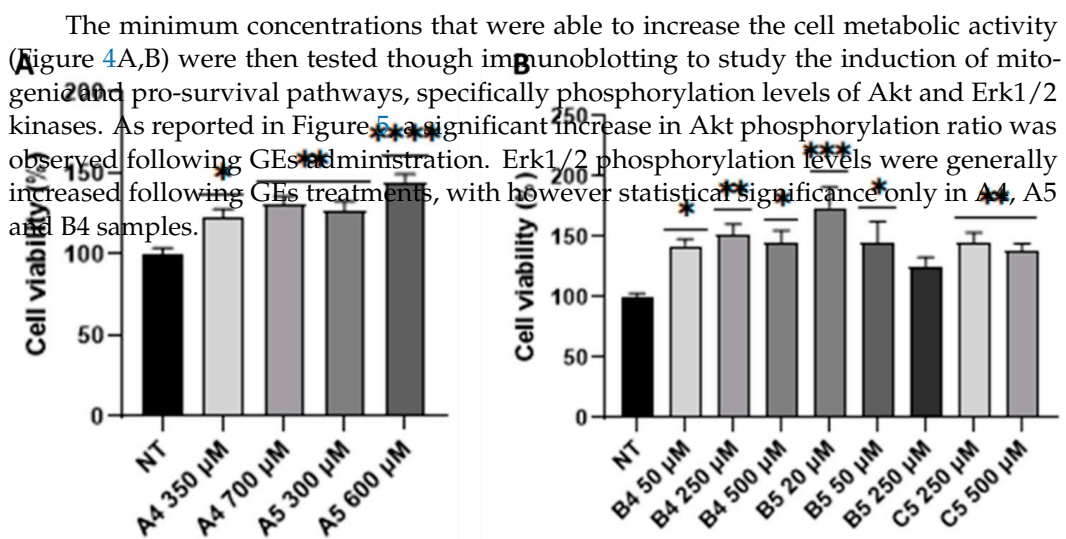 The minimum concentrations that were able to increase the cell metabolic activity
(Figure 4A,B) were then tested though immunoblotting to study the induction of mito-
genic and pro-survival pathways, specifically phosphorylation levels of Akt and Erk1/2
kinases. As reported in Figure 5, a significant increase in Akt phosphorylation ratio was
observed following GEs administration. Erk1/2 phosphorylation levels were generally
increased following GEs treatments, with however statistical significance only in A4, A5
and B4 samples.
A
Cell viability (%)
200
150
100
50
0
*
**
****
NT
A4 350 µM
A4 700 µM
A5 300 µM
A5 600 µM
B
Cell viability (%)
250
200
150
100
50
0
*
**
*
***
*
**
NT
B4 50 µM
B4 250 µM
B4 500 µM
B5 20 µM
B5 50 µM
B5 250 µM
C5 250 µM
C5 500 µM